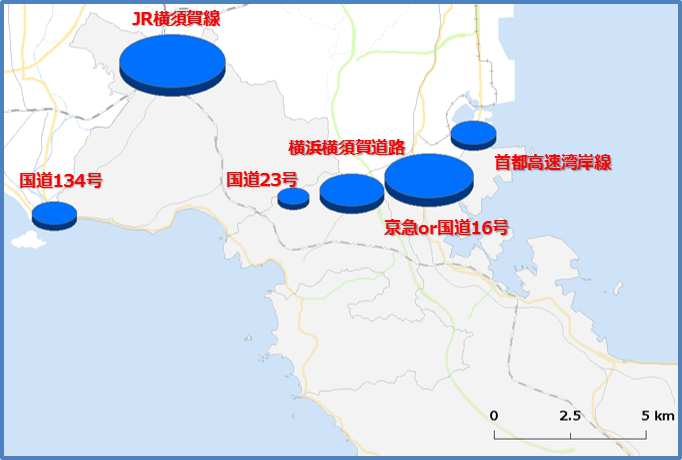 JR横須賀線
横浜横須賀道路
首都高速湾岸線
国道134号
国道23号
京急or国道16号
0 2.5 5 km